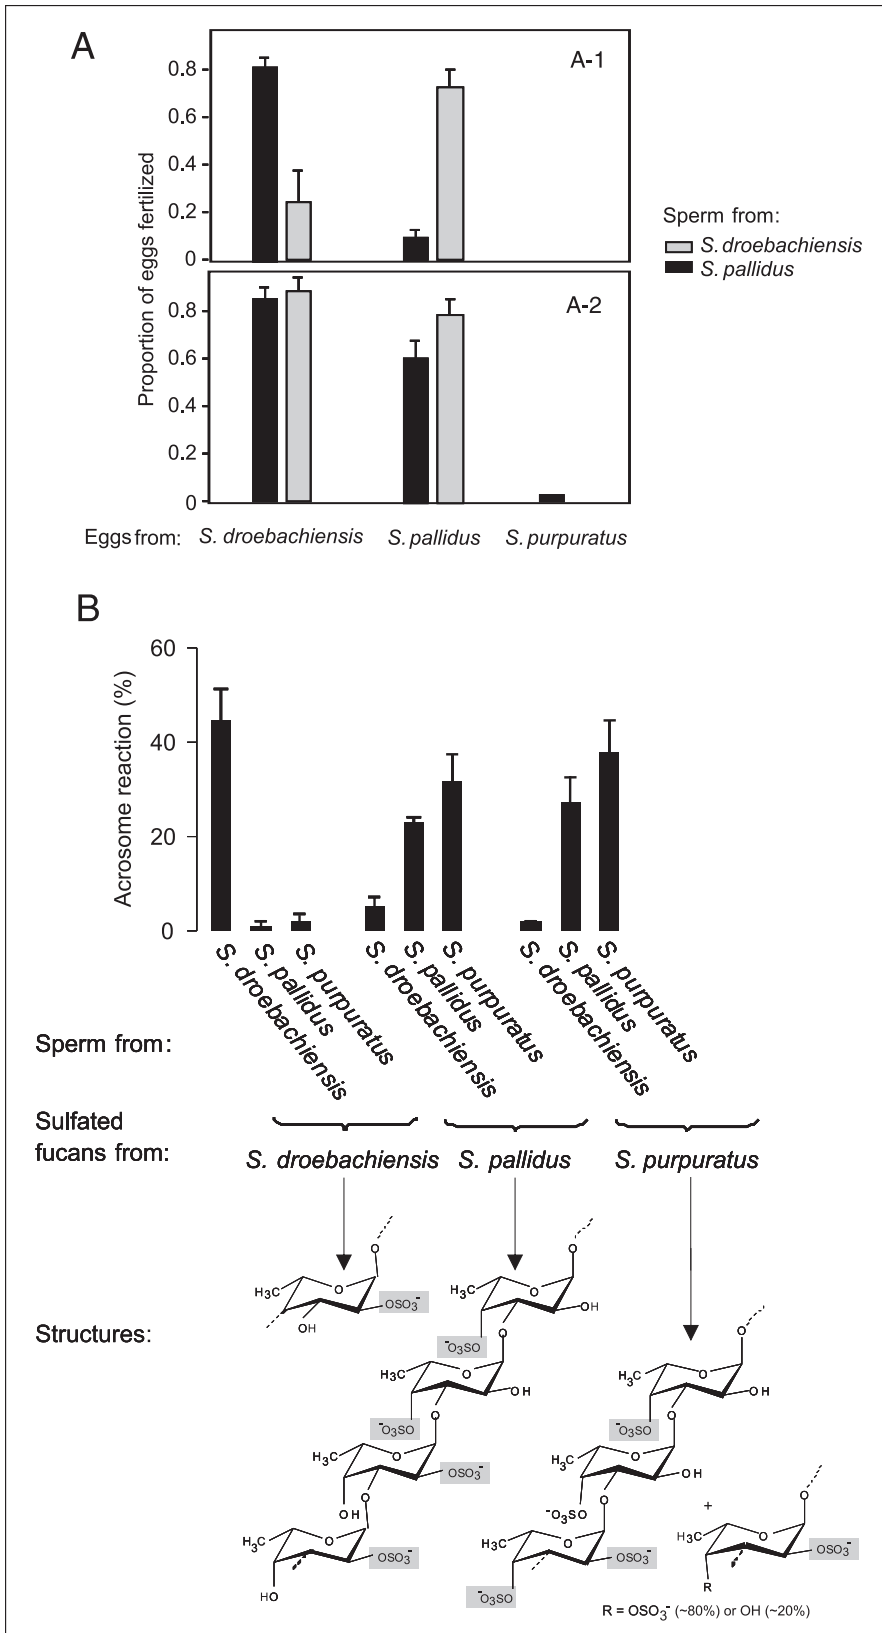 A
A-1
0.8
0.6
0.4
0.2
0
Proportion of eggs fertilized
Sperm from:
S. droebachiensis
S. pallidus
A-2
0.8
0.6
0.4
0.2
0
Eggs from: S. droebachiensis S. pallidus S. purpuratus
B
60
40
20
0
Acrosome reaction (%)
S. droebachiensis
S. pallidus
S. purpuratus
S. droebachiensis
S. pallidus
S. purpuratus
S. droebachiensis
S. pallidus
S. purpuratus
Sperm from:
Sulfated
fucans from:
S. droebachiensis S. pallidus S. purpuratus
Structures:
O
H₃C O OSO₃⁻
OH
O
H₃C O OH
⁻O₃SO O
H₃C O OH
⁻O₃SO O
H₃C O OSO₃⁻
OH O
H₃C O OSO₃⁻
HO
O
H₃C O OH
⁻O₃SO O
H₃C O OH
⁻O₃SO O
H₃C O OSO₃⁻
⁻O₃SO
+
O
H₃C O OSO₃⁻
R
R = OSO₃⁻ (~80%) or OH (~20%)